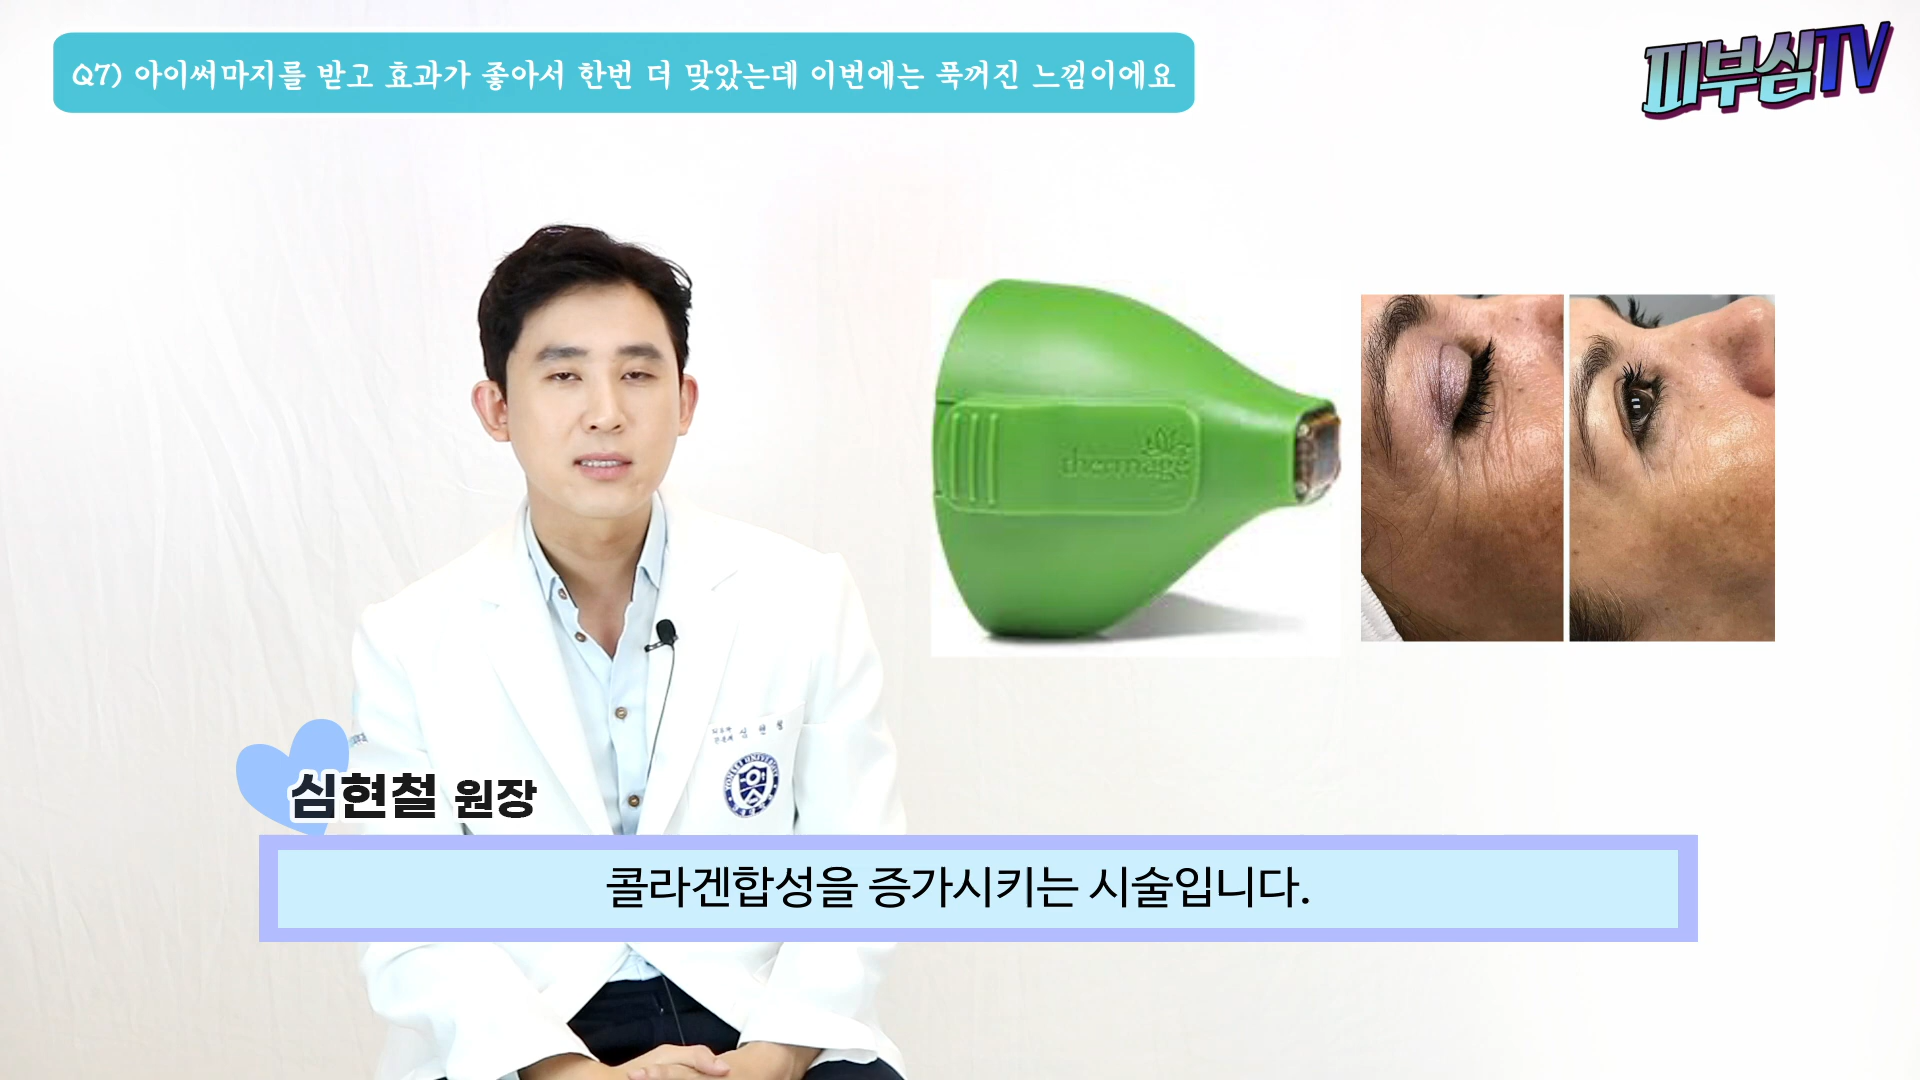 Q7) 아이써마지를 받고 효과가 좋아서 한번 더 맞았는데 이번에는 푹꺼진 느낌이에요
피부심TV
thermage
심현철
심현철 원장
콜라겐합성을 증가시키는 시술입니다.